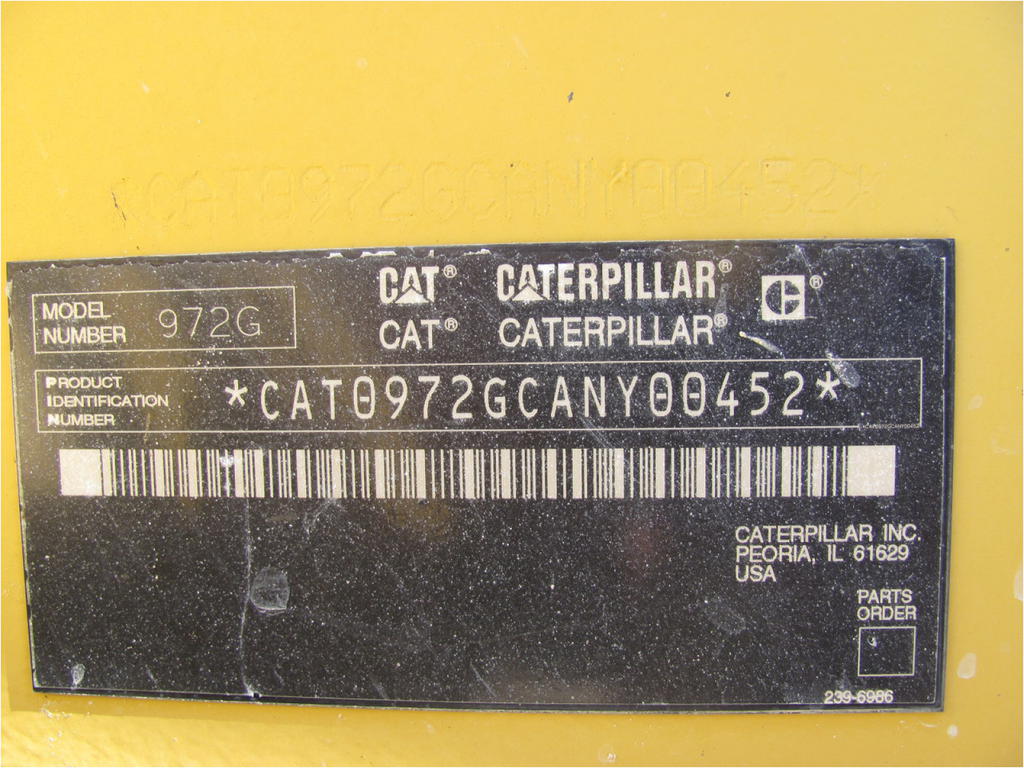 *CAT0972GCANY00452*
CAT® CATERPILLAR®
CAT® CATERPILLAR®
MODEL
NUMBER
972G
PRODUCT
IDENTIFICATION
NUMBER
*CAT0972GCANY00452*
CATERPILLAR INC.
PEORIA, IL 61629
USA
PARTS
ORDER
239-6986